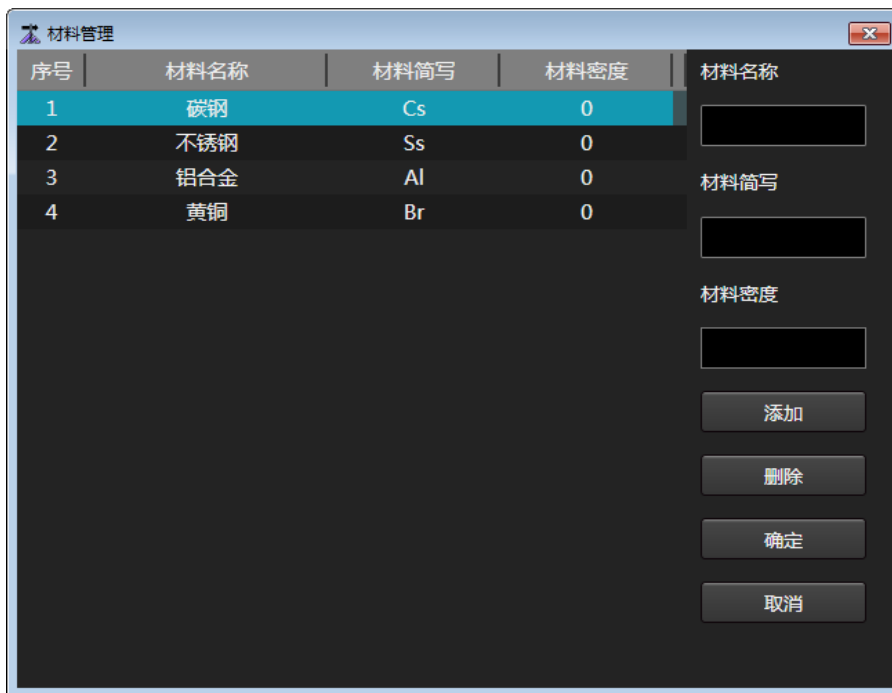 材料管理
序号 材料名称 材料简写 材料密度
1 碳钢 Cs 0
2 不锈钢 Ss 0
3 铝合金 Al 0
4 黄铜 Br 0
材料名称
材料简写
材料密度
添加
删除
确定
取消